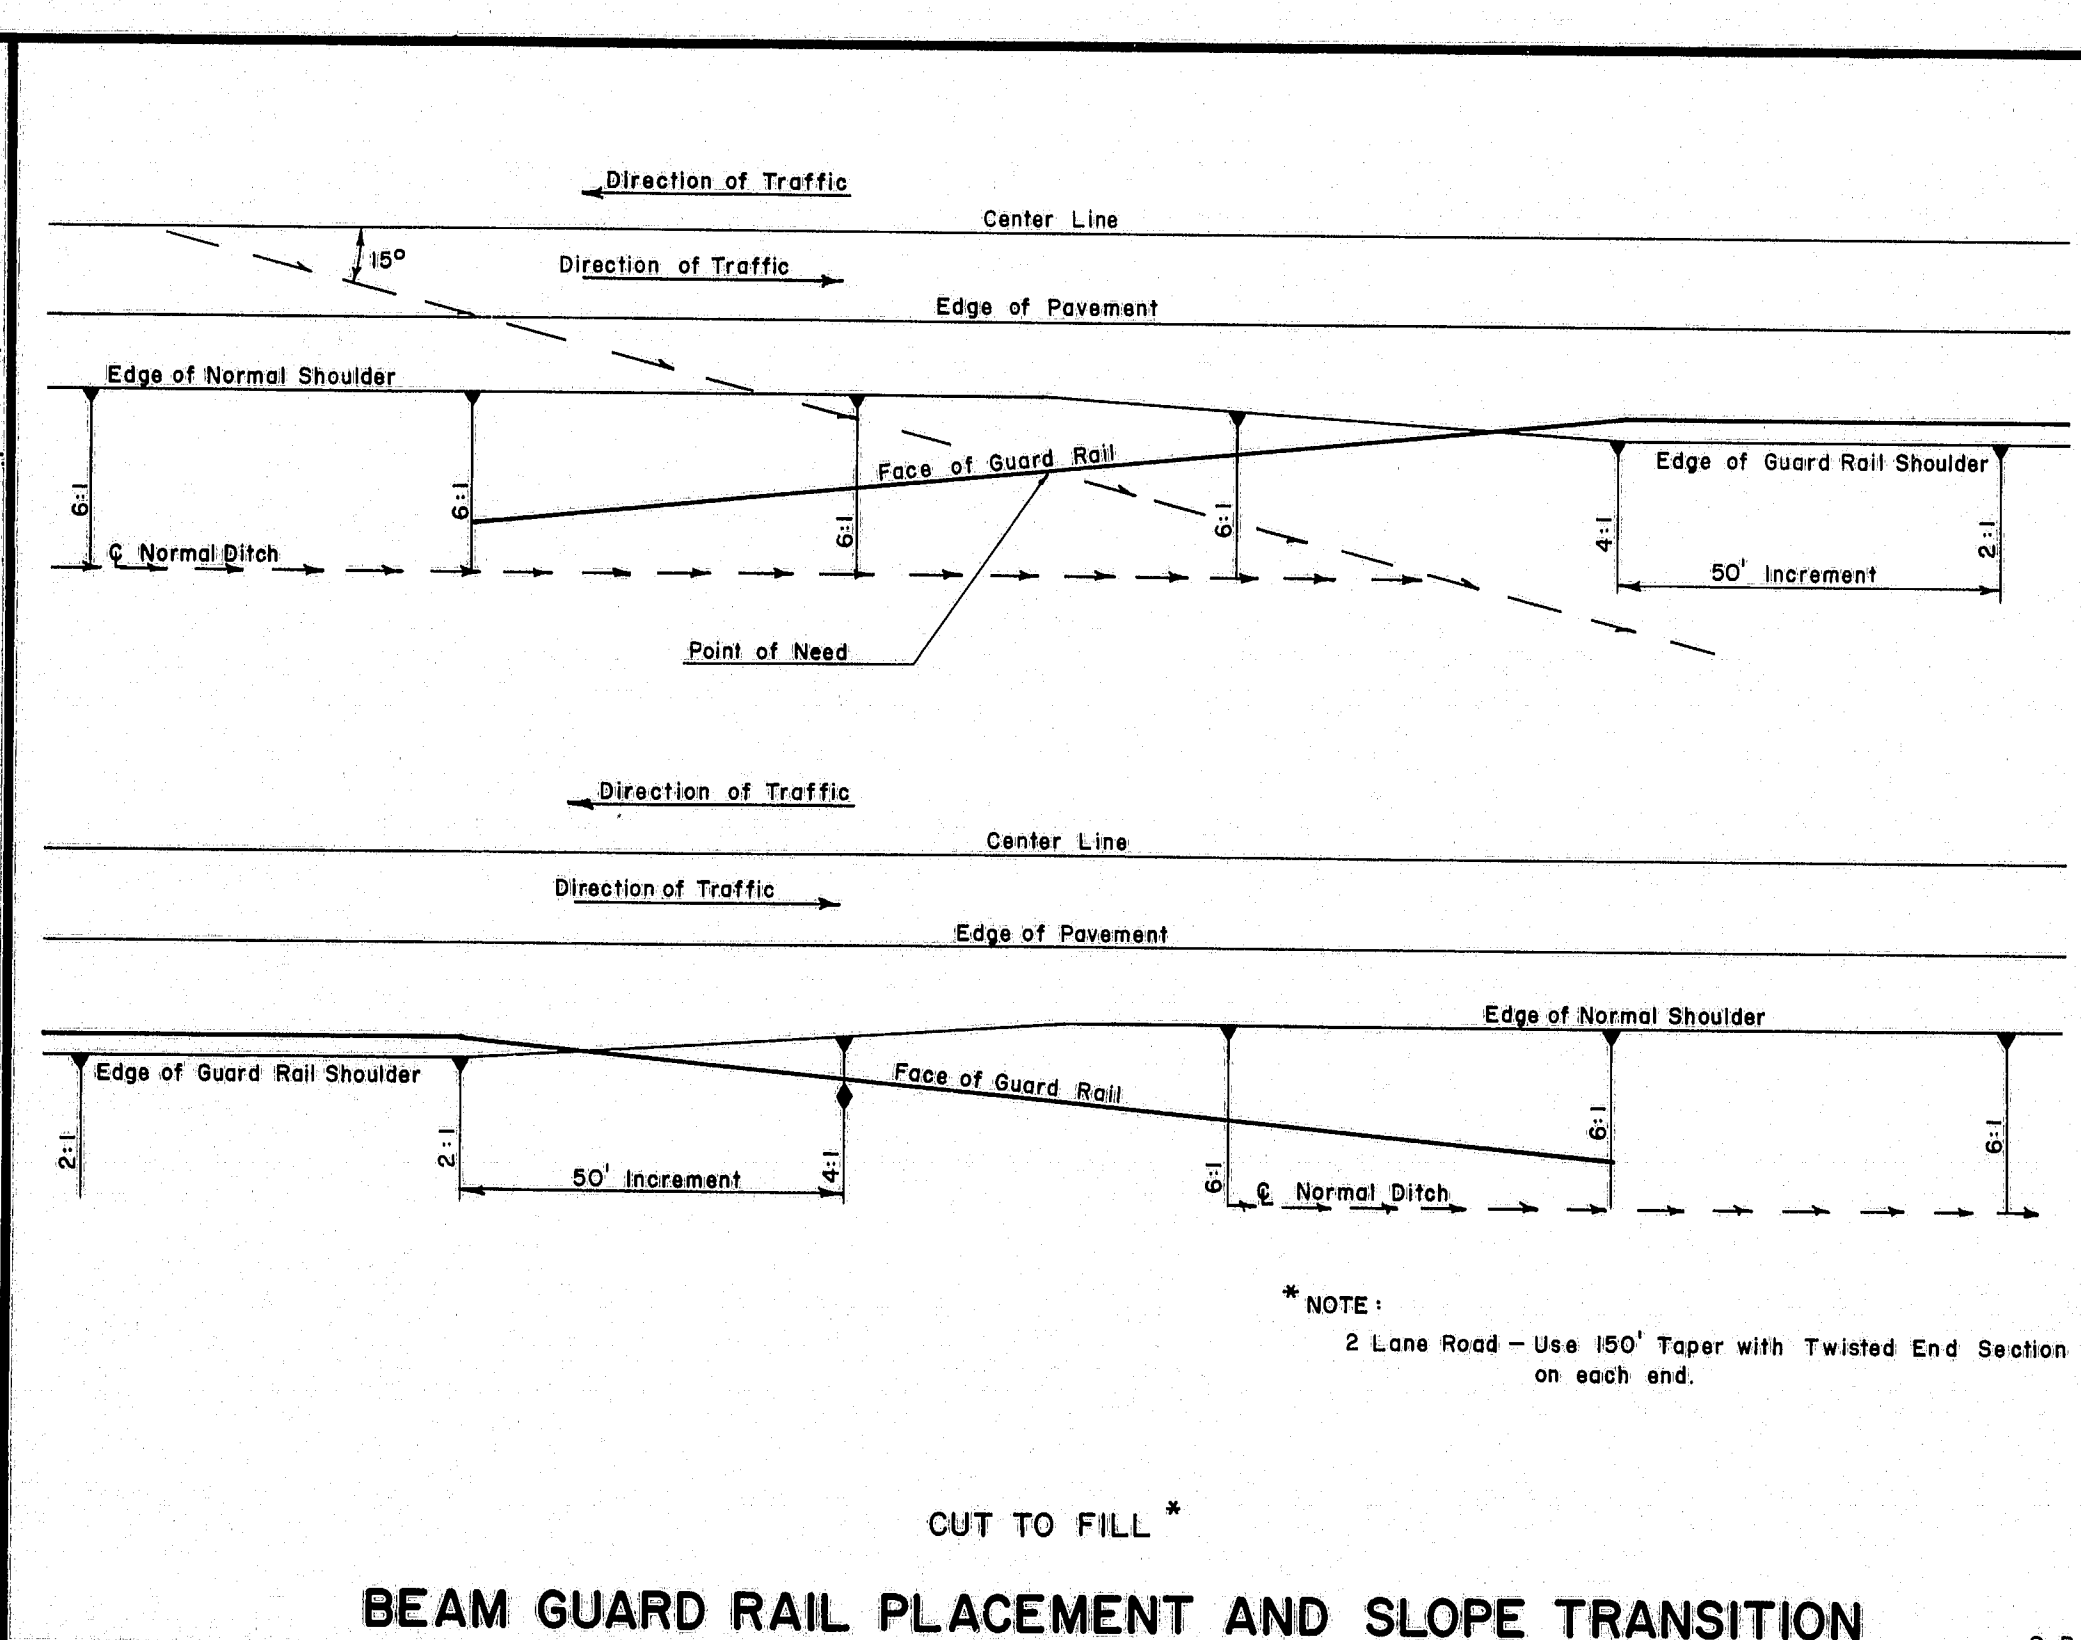 Direction of Traffic
Center Line
15°
Direction of Traffic
Edge of Pavement
Edge of Normal Shoulder
Face of Guard Rail
Edge of Guard Rail Shoulder
6:1
6:1
6:1
6:1
4:1
2:1
℄ Normal Ditch
50' Increment
Point of Need
Direction of Traffic
Center Line
Direction of Traffic
Edge of Pavement
Edge of Normal Shoulder
Edge of Guard Rail Shoulder
Face of Guard Rail
2:1
2:1
4:1
6:1
6:1
6:1
50' Increment
℄ Normal Ditch
* NOTE:
2 Lane Road – Use 150' Taper with Twisted End Section
on each end.
CUT TO FILL *
BEAM GUARD RAIL PLACEMENT AND SLOPE TRANSITION